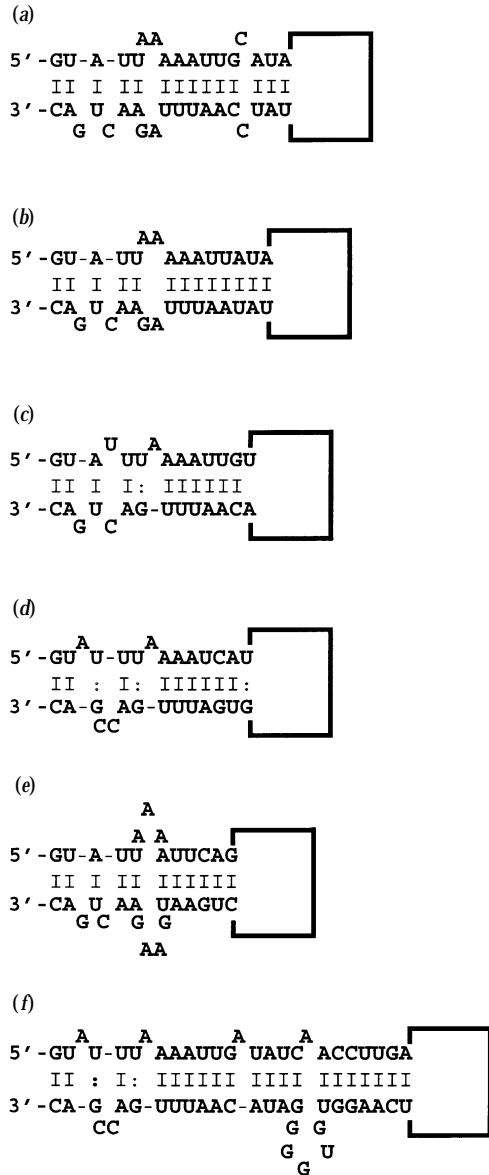 (a)
AA C
5′-GU-A-UU AAAUUG AUA
II I II IIIIII III
3′-CA U AA UUUAAC UAU
G C GA C
(b)
AA
5′-GU-A-UU AAAUUAUA
II I II IIIIIIII
3′-CA U AA UUUAAUAU
G C GA
(c)
U A
5′-GU-A UU AAAUUGU
II I I: IIIIII
3′-CA U AG-UUUAACA
G C
(d)
A A
5′-GU U-UU AAAUCAU
II : I: IIIIII:
3′-CA-G AG-UUUAGUG
CC
(e)
A
A A
5′-GU-A-UU AUUCAG
II I II IIIIII
3′-CA U AA UAAGUC
G C G G
AA
(f)
A A A A
5′-GU U-UU AAAUUG UAUC ACCUUGA
II : I: IIIIII IIII IIIIIII
3′-CA-G AG-UUUAAC-AUAG UGGAACU
CC G G
G U
G